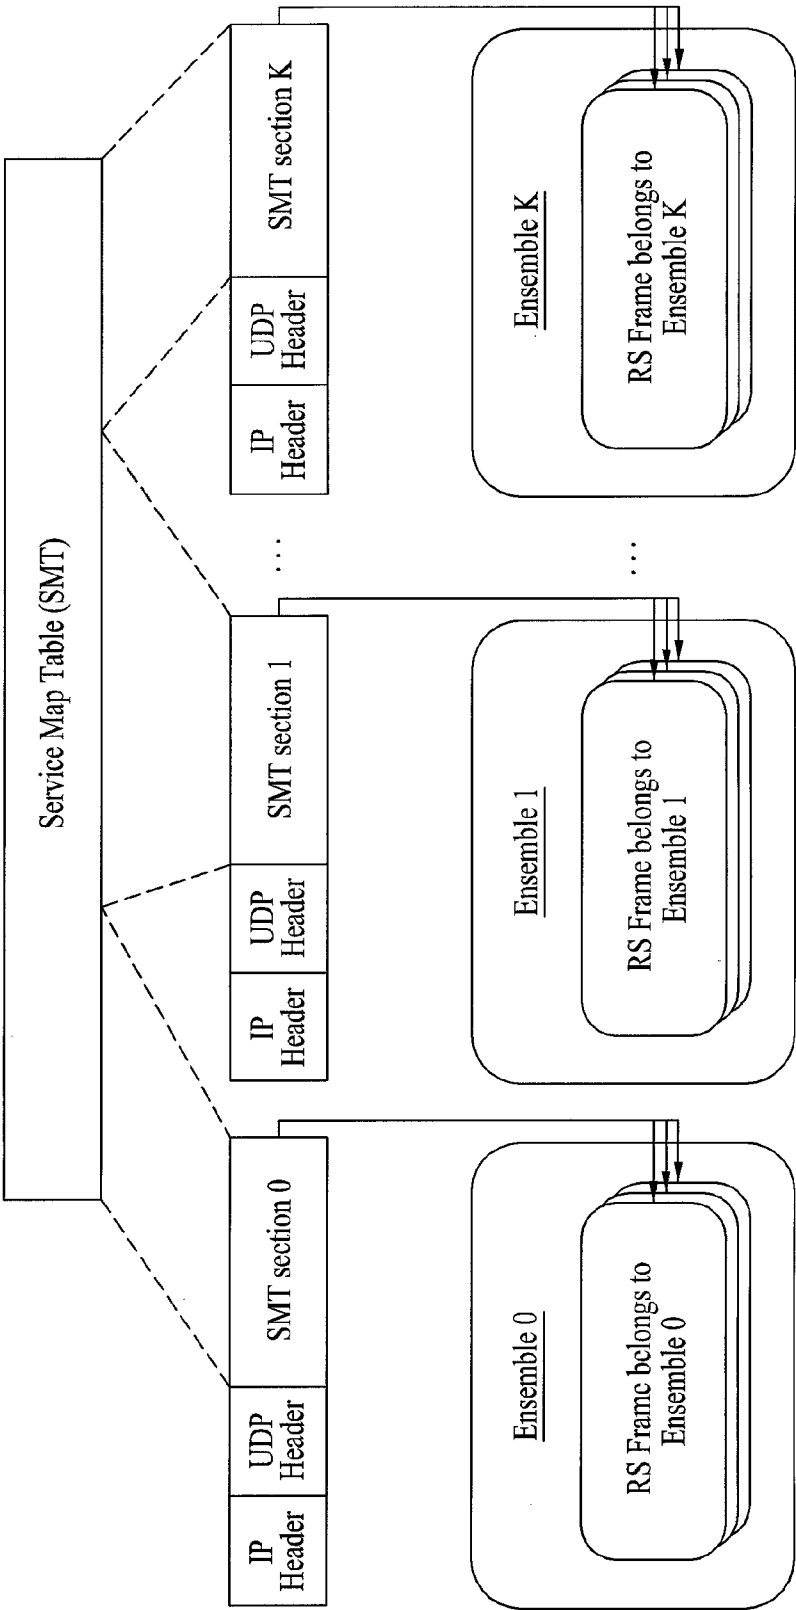 Service Map Table (SMT)
IP
Header
UDP
Header
SMT section 0
IP
Header
UDP
Header
SMT section 1
...
IP
Header
UDP
Header
SMT section K
Ensemble 0
RS Frame belongs to
Ensemble 0
Ensemble 1
RS Frame belongs to
Ensemble 1
...
Ensemble K
RS Frame belongs to
Ensemble K